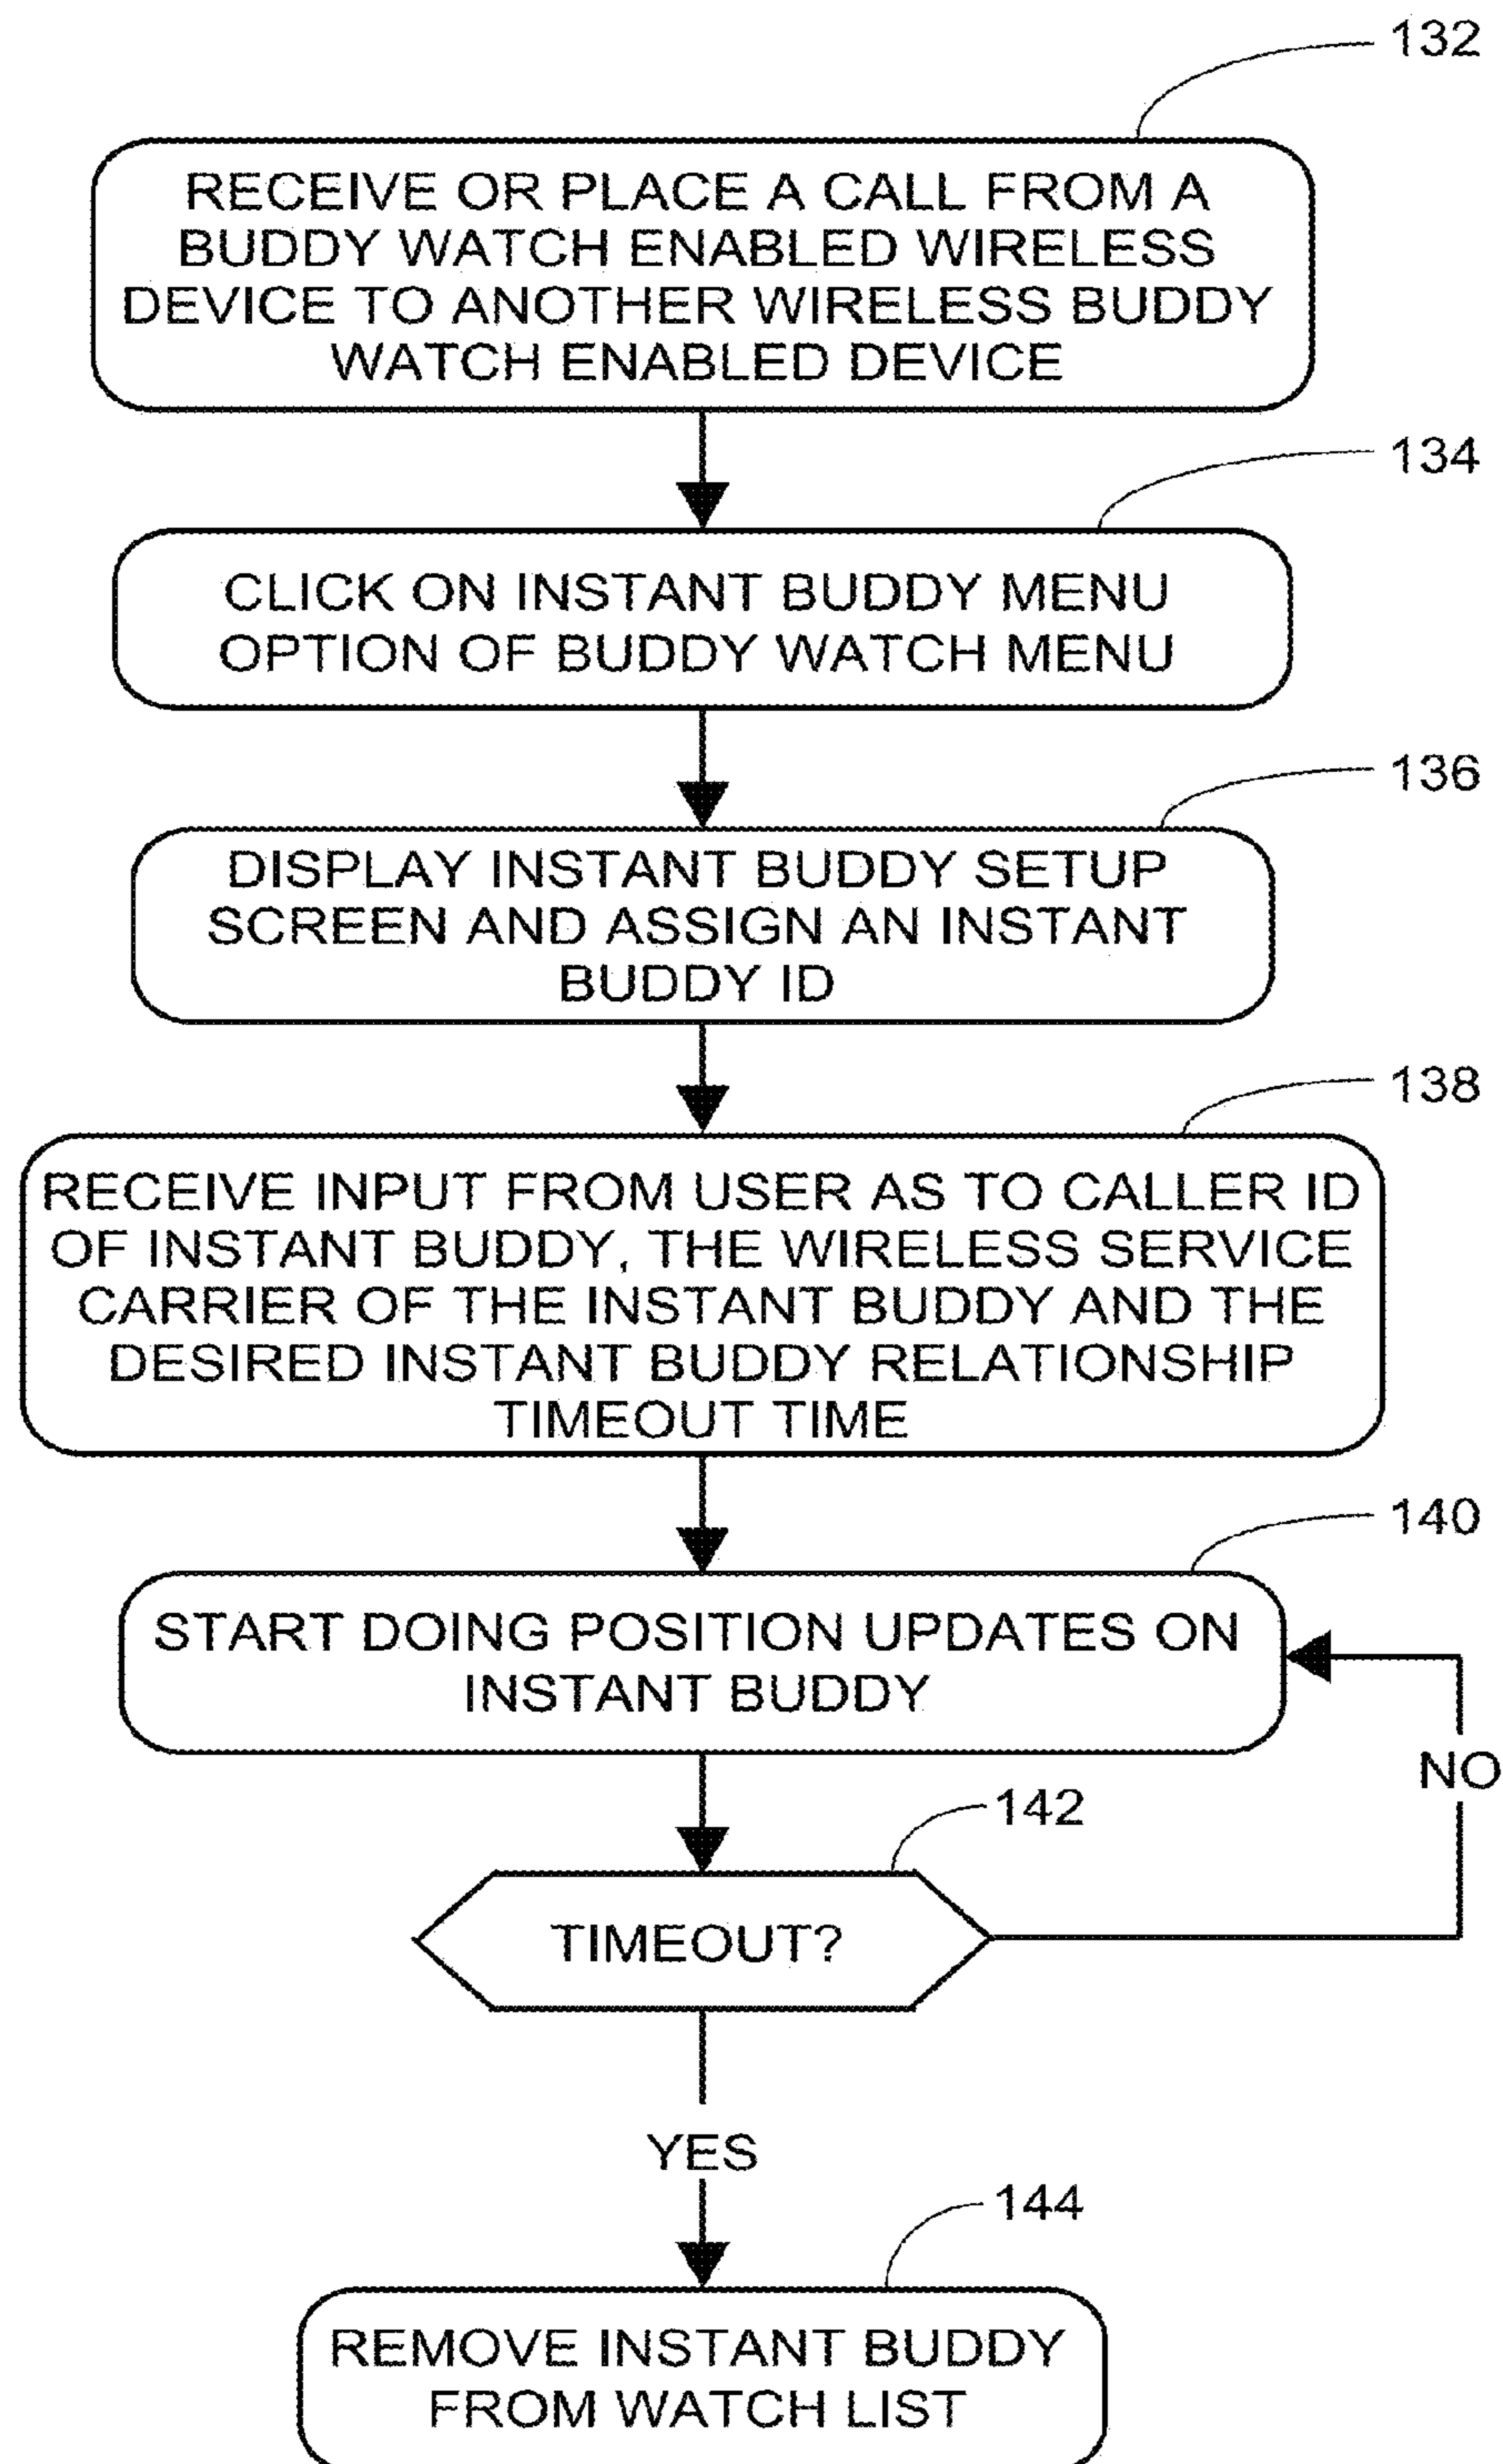 132
RECEIVE OR PLACE A CALL FROM A
BUDDY WATCH ENABLED WIRELESS
DEVICE TO ANOTHER WIRELESS BUDDY
WATCH ENABLED DEVICE
134
CLICK ON INSTANT BUDDY MENU
OPTION OF BUDDY WATCH MENU
136
DISPLAY INSTANT BUDDY SETUP
SCREEN AND ASSIGN AN INSTANT
BUDDY ID
138
RECEIVE INPUT FROM USER AS TO CALLER ID
OF INSTANT BUDDY, THE WIRELESS SERVICE
CARRIER OF THE INSTANT BUDDY AND THE
DESIRED INSTANT BUDDY RELATIONSHIP
TIMEOUT TIME
140
START DOING POSITION UPDATES ON
INSTANT BUDDY
NO
142
TIMEOUT?
YES
144
REMOVE INSTANT BUDDY
FROM WATCH LIST